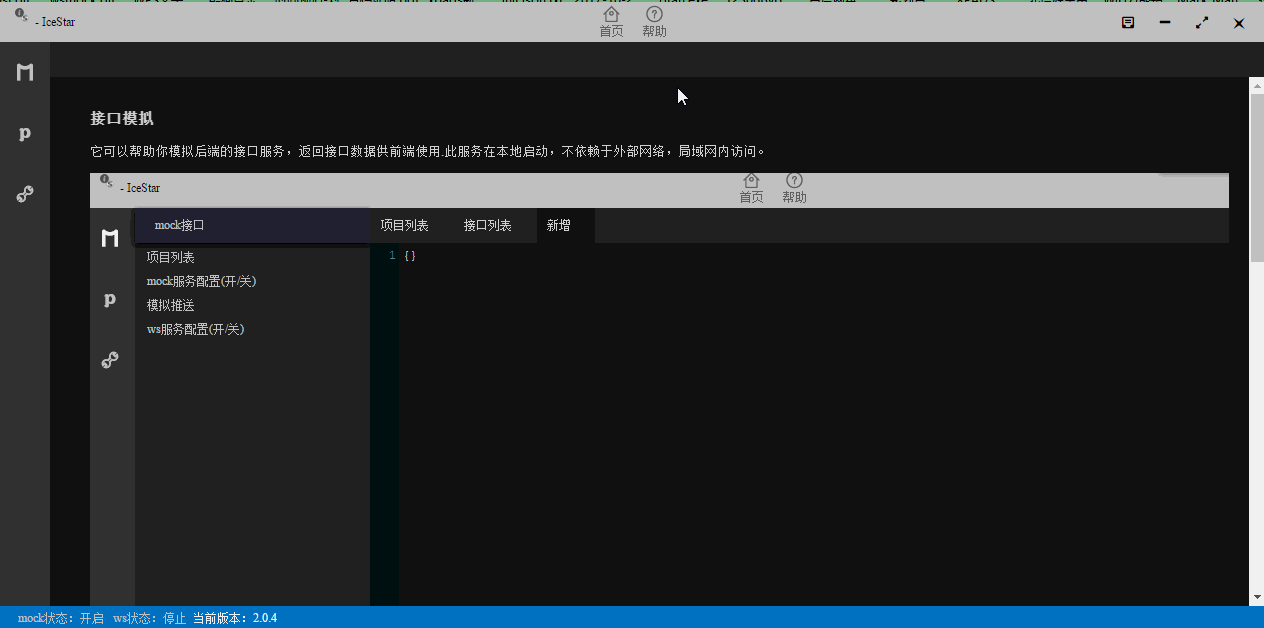 - IceStar
首页 帮助
接口模拟
它可以帮助你模拟后端的接口服务，返回接口数据供前端使用.此服务在本地启动，不依赖于外部网络，局域网内访问。
- IceStar
首页 帮助
mock接口 项目列表 接口列表 新增
项目列表
mock服务配置(开/关)
模拟推送
ws服务配置(开/关)
1 {}
mock状态：开启 ws状态：停止 当前版本：2.0.4